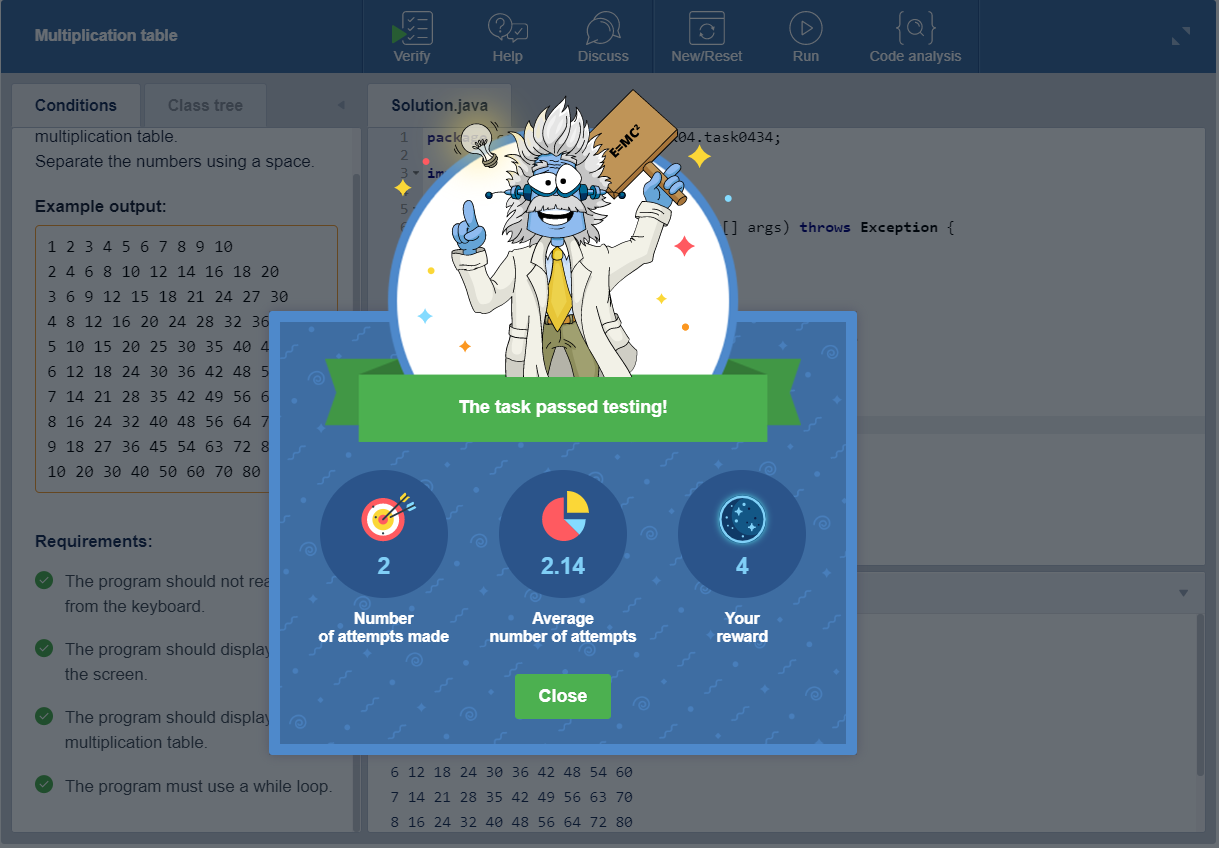 Multiplication table
Verify
Help
Discuss
New/Reset
Run
Code analysis
Conditions
Class tree
Solution.java
multiplication table.
Separate the numbers using a space.
Example output:
1 2 3 4 5 6 7 8 9 10
2 4 6 8 10 12 14 16 18 20
3 6 9 12 15 18 21 24 27 30
4 8 12 16 20 24 28 32 36
5 10 15 20 25 30 35 40 4
6 12 18 24 30 36 42 48 5
7 14 21 28 35 42 49 56 6
8 16 24 32 40 48 56 64 7
9 18 27 36 45 54 63 72 8
10 20 30 40 50 60 70 80
Requirements:
The program should not rea
from the keyboard.
The program should display
the screen.
The program should display
multiplication table.
The program must use a while loop.
1 04.task0434;
2
3 im
5
6 [] args) throws Exception {
E=MC²
The task passed testing!
2
Number
of attempts made
2.14
Average
number of attempts
4
Your
reward
Close
6 12 18 24 30 36 42 48 54 60
7 14 21 28 35 42 49 56 63 70
8 16 24 32 40 48 56 64 72 80